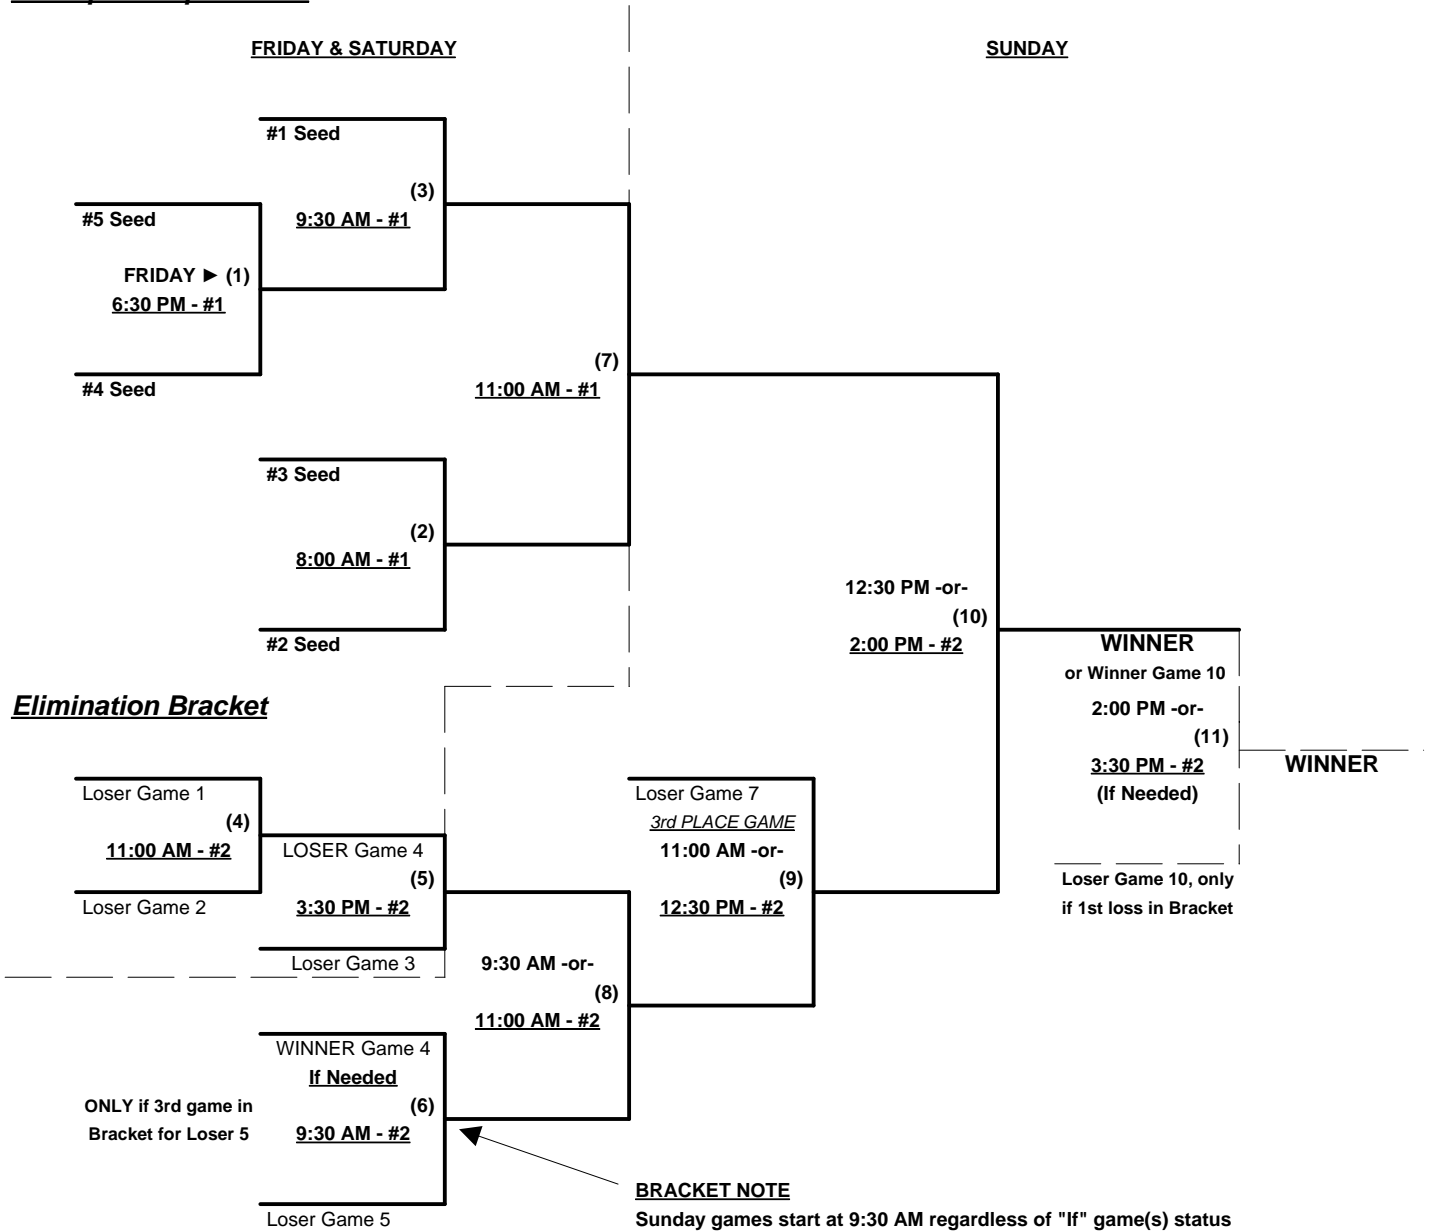 FRIDAY & SATURDAY
SUNDAY
#1 Seed
(3)
9:30 AM - #1
#5 Seed
FRIDAY ► (1)
6:30 PM - #1
#4 Seed
(7)
11:00 AM - #1
#3 Seed
(2)
8:00 AM - #1
#2 Seed
12:30 PM -or-
(10)
2:00 PM - #2
WINNER
or Winner Game 10
2:00 PM -or-
(11)
3:30 PM - #2
(If Needed)
WINNER
Loser Game 10, only
if 1st loss in Bracket
Elimination Bracket
Loser Game 1
(4)
11:00 AM - #2
Loser Game 2
LOSER Game 4
(5)
3:30 PM - #2
Loser Game 3
Loser Game 7
3rd PLACE GAME
11:00 AM -or-
(9)
12:30 PM - #2
9:30 AM -or-
(8)
11:00 AM - #2
WINNER Game 4
If Needed
(6)
9:30 AM - #2
ONLY if 3rd game in
Bracket for Loser 5
Loser Game 5
BRACKET NOTE
Sunday games start at 9:30 AM regardless of "If" game(s) status